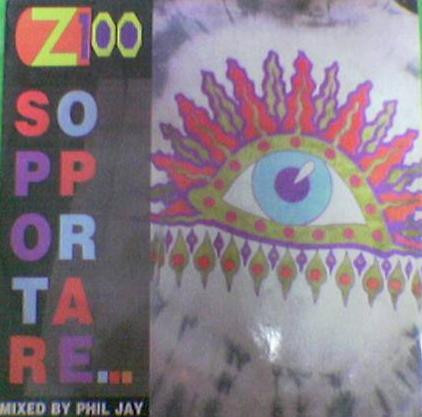 Z100
SO
PP
OR
TA
RE...
MIXED BY PHIL JAY